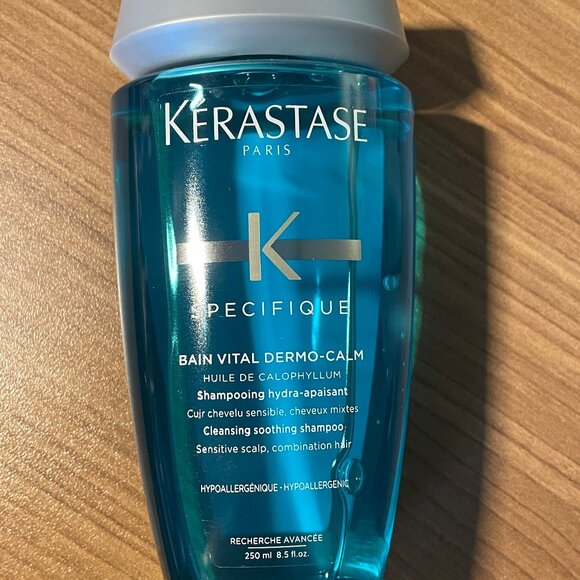 KÉRASTASE
PARIS
K
SPECIFIQUE
BAIN VITAL DERMO-CALM
HUILE DE CALOPHYLLUM
Shampooing hydra-apaisant
Cuir chevelu sensible, cheveux mixtes
Cleansing soothing shampoo
Sensitive scalp, combination hair
HYPOALLERGÉNIQUE - HYPOALLERGENIC
RECHERCHE AVANCÉE
250 ml 8.5 fl.oz.